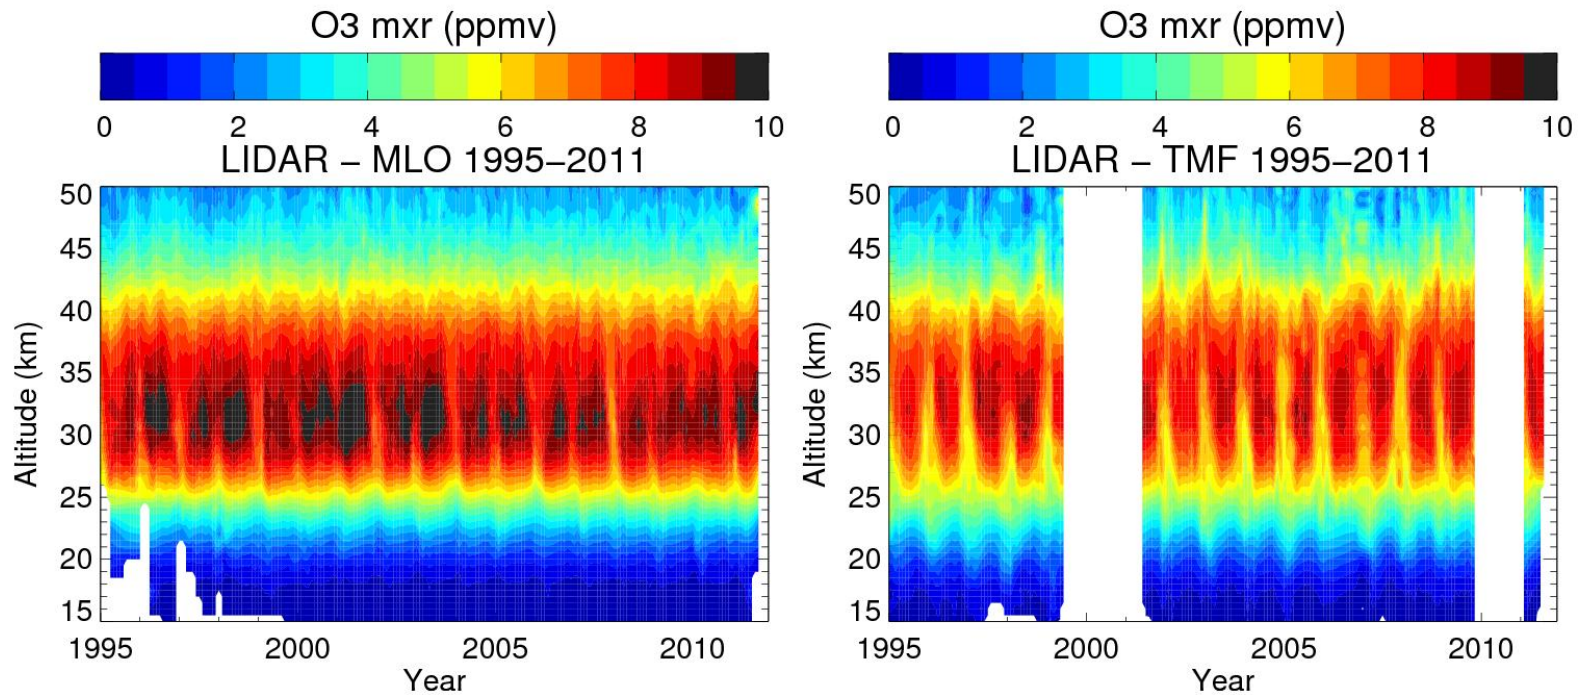 O3 mxr (ppmv)
0 2 4 6 8 10
LIDAR – MLO 1995–2011
50
45
40
35
30
25
20
15
Altitude (km)
1995 2000 2005 2010
Year
O3 mxr (ppmv)
0 2 4 6 8 10
LIDAR – TMF 1995–2011
50
45
40
35
30
25
20
15
Altitude (km)
1995 2000 2005 2010
Year